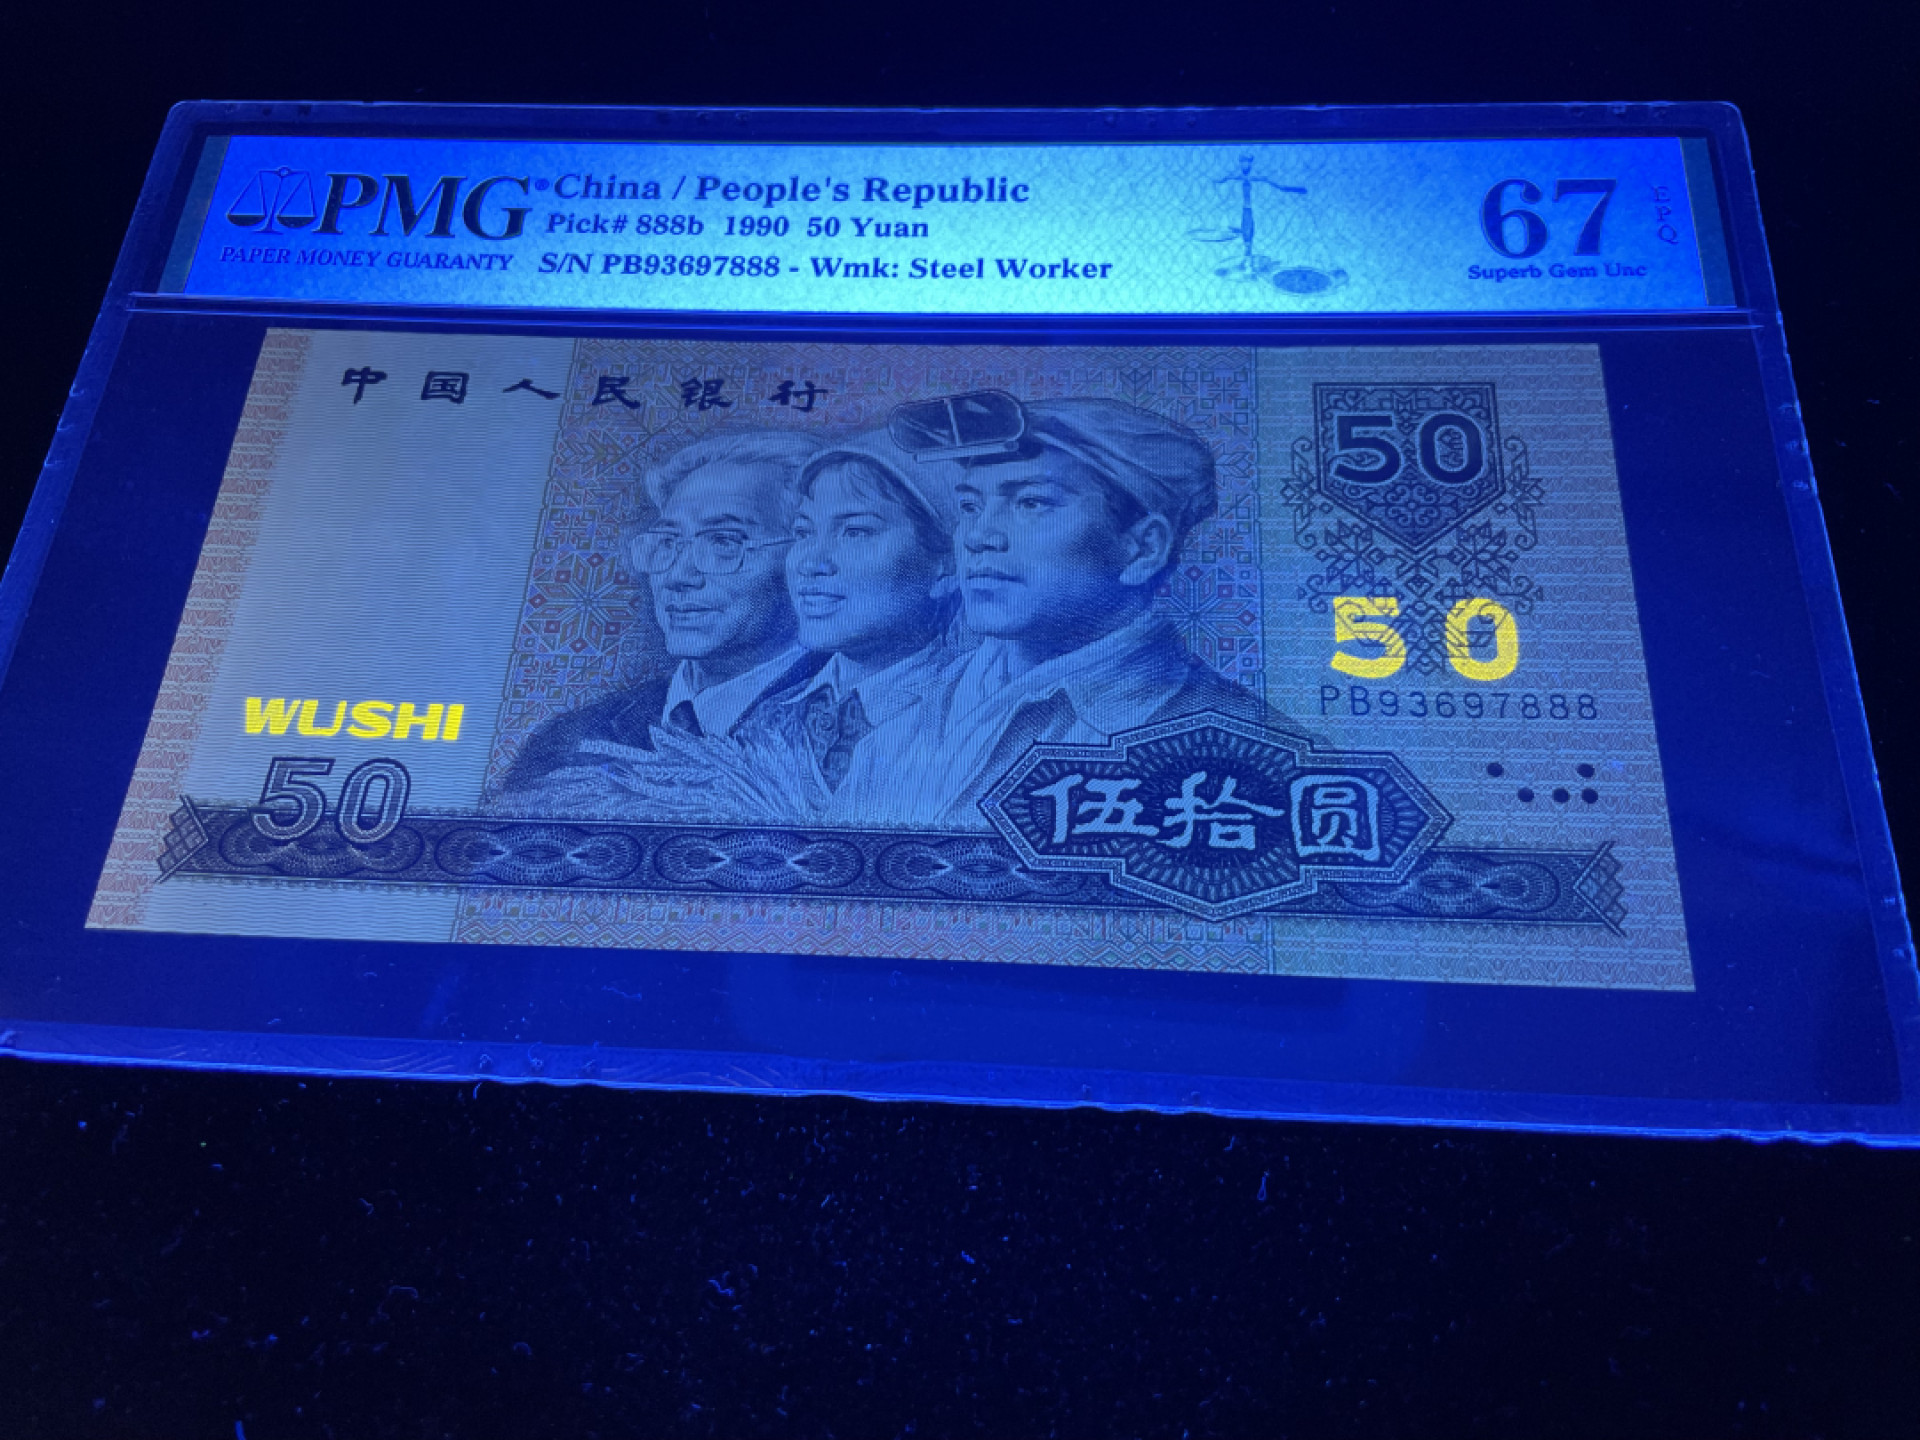 PMG® China / People's Republic
Pick# 888b 1990 50 Yuan
PAPER MONEY GUARANTY S/N PB93697888 - Wmk: Steel Worker
67
EPQ
Superb Gem Unc
中国人民银行
50
50
WUSHI
PB93697888
50
伍拾圆